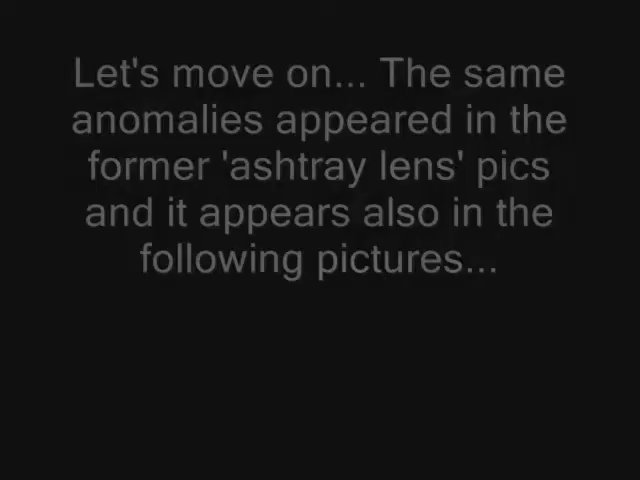 Let's move on... The same
anomalies appeared in the
former 'ashtray lens' pics
and it appears also in the
following pictures...